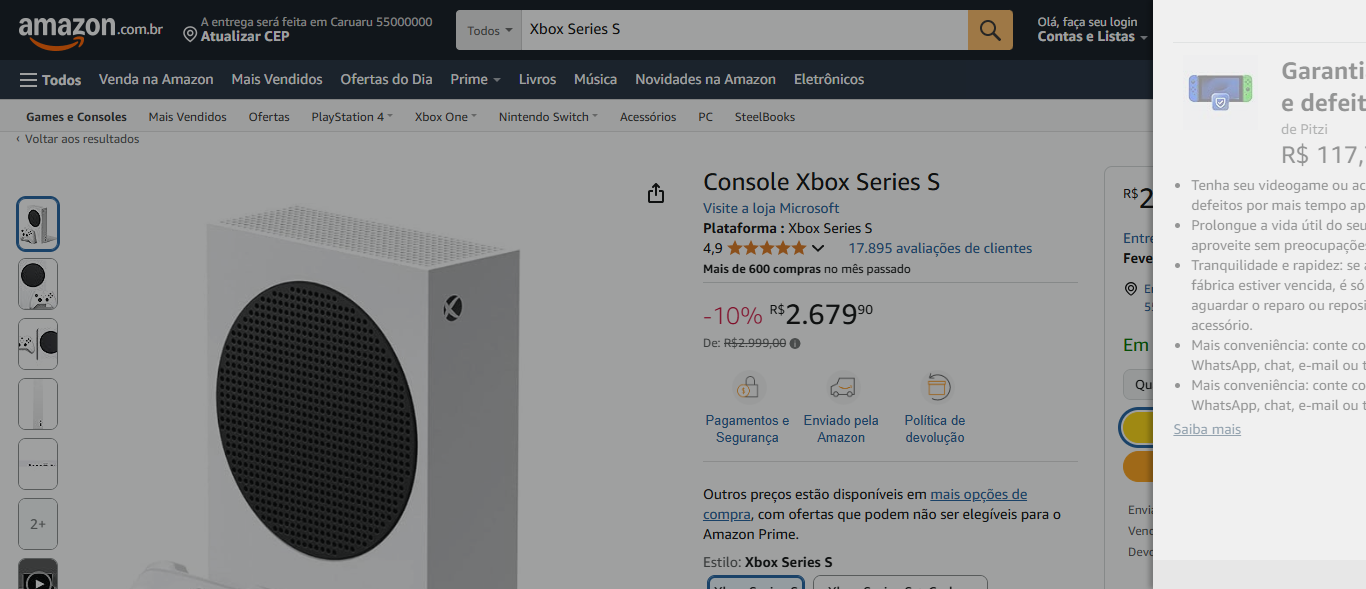 amazon.com.br
A entrega será feita em Caruaru 55000000
Atualizar CEP
Todos
Xbox Series S
Olá, faça seu login
Contas e Listas
Todos
Venda na Amazon
Mais Vendidos
Ofertas do Dia
Prime
Livros
Música
Novidades na Amazon
Eletrônicos
Games e Consoles
Mais Vendidos
Ofertas
PlayStation 4
Xbox One
Nintendo Switch
Acessórios
PC
SteelBooks
‹ Voltar aos resultados
2+
Console Xbox Series S
Visite a loja Microsoft
Plataforma : Xbox Series S
4,9
17.895 avaliações de clientes
Mais de 600 compras no mês passado
-10% R$2.67990
De: R$2.999,00
Pagamentos e
Segurança
Enviado pela
Amazon
Política de
devolução
Outros preços estão disponíveis em mais opções de
compra, com ofertas que podem não ser elegíveis para o
Amazon Prime.
Estilo: Xbox Series S
Xbox Series S
R$2
Entre
Feve
En
55
Em
Qu
Envia
Vend
Devo
Garanti
e defeit
de Pitzi
R$ 117,
Tenha seu videogame ou ac
defeitos por mais tempo ap
Prolongue a vida útil do seu
aproveite sem preocupações
Tranquilidade e rapidez: se a
fábrica estiver vencida, é só
aguardar o reparo ou reposi
acessório.
Mais conveniência: conte co
WhatsApp, chat, e-mail ou t
Mais conveniência: conte co
WhatsApp, chat, e-mail ou t
Saiba mais